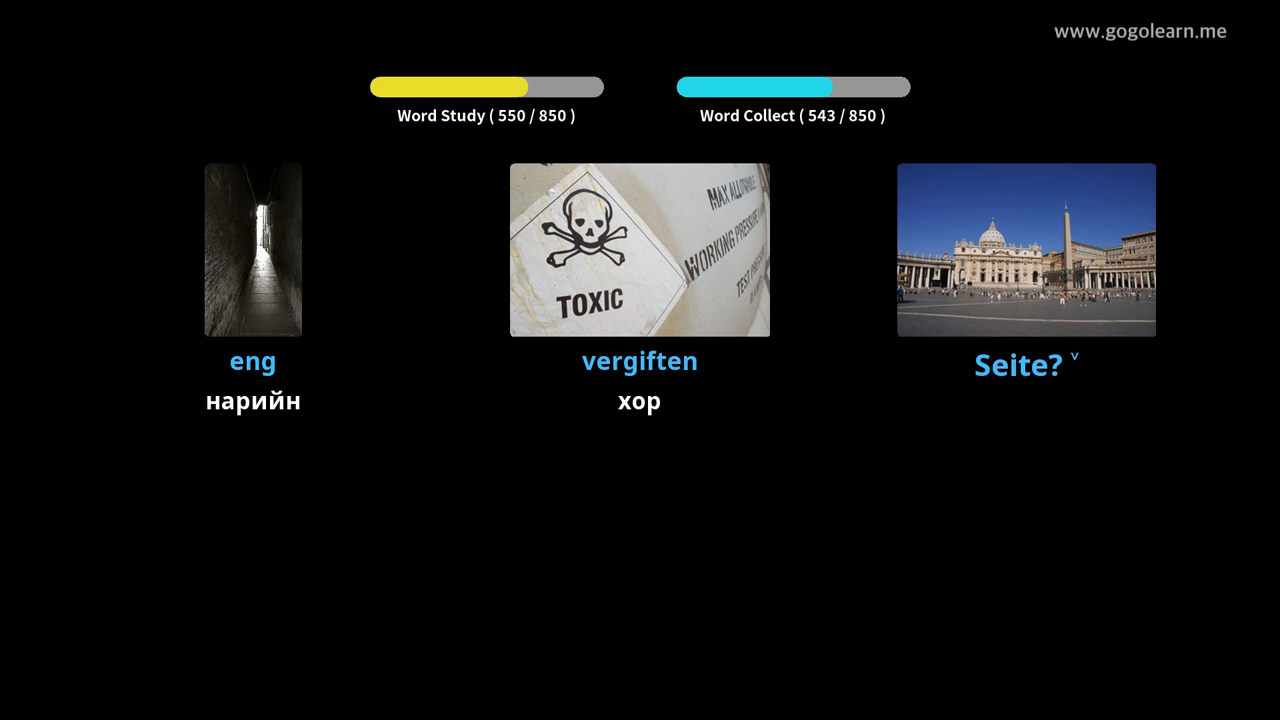 www.gogolearn.me
Word Study ( 550 / 850 )
Word Collect ( 543 / 850 )
TOXIC
MAX ALLOWABLE
WORKING PRESSURE
TEST
eng
vergiften
Seite? v
нарийн
хор